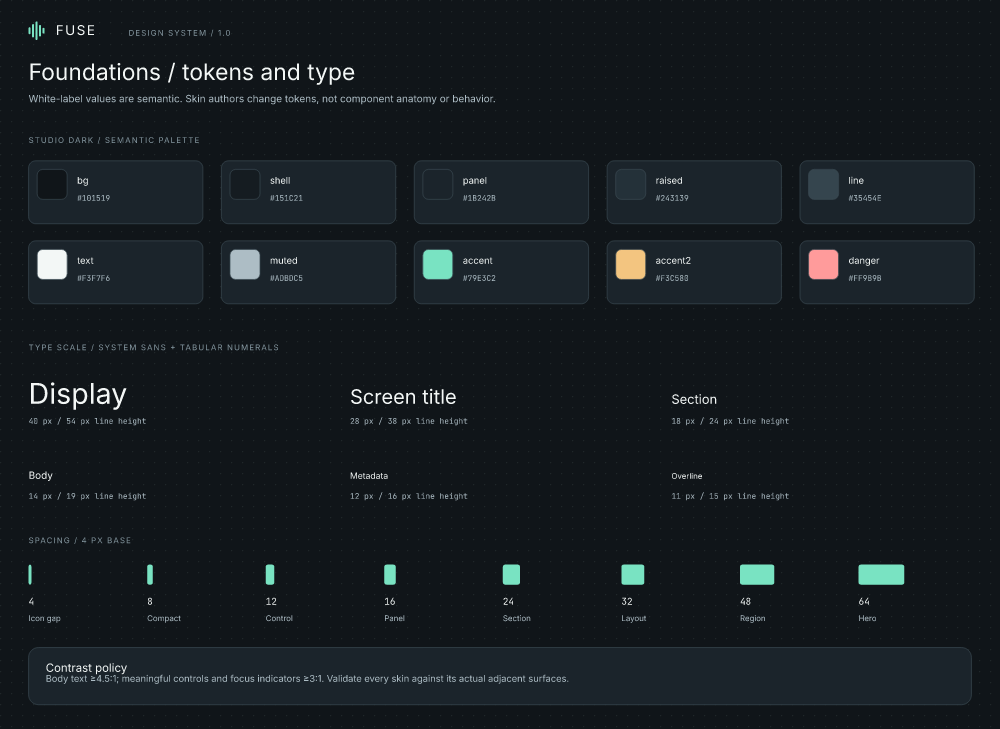 FUSE
DESIGN SYSTEM / 1.0
Foundations / tokens and type
White-label values are semantic. Skin authors change tokens, not component anatomy or behavior.
STUDIO DARK / SEMANTIC PALETTE
bg
#101519
shell
#151C21
panel
#1B242B
raised
#243139
line
#35454E
text
#F3F7F6
muted
#A0BDC5
accent
#79E3C2
accent2
#F3C580
danger
#FF9B9B
TYPE SCALE / SYSTEM SANS + TABULAR NUMERALS
Display
40 px / 54 px line height
Screen title
28 px / 38 px line height
Section
18 px / 24 px line height
Body
14 px / 19 px line height
Metadata
12 px / 16 px line height
Overline
11 px / 15 px line height
SPACING / 4 PX BASE
4
Icon gap
8
Compact
12
Control
16
Panel
24
Section
32
Layout
48
Region
64
Hero
Contrast policy
Body text ≥4.5:1; meaningful controls and focus indicators ≥3:1. Validate every skin against its actual adjacent surfaces.